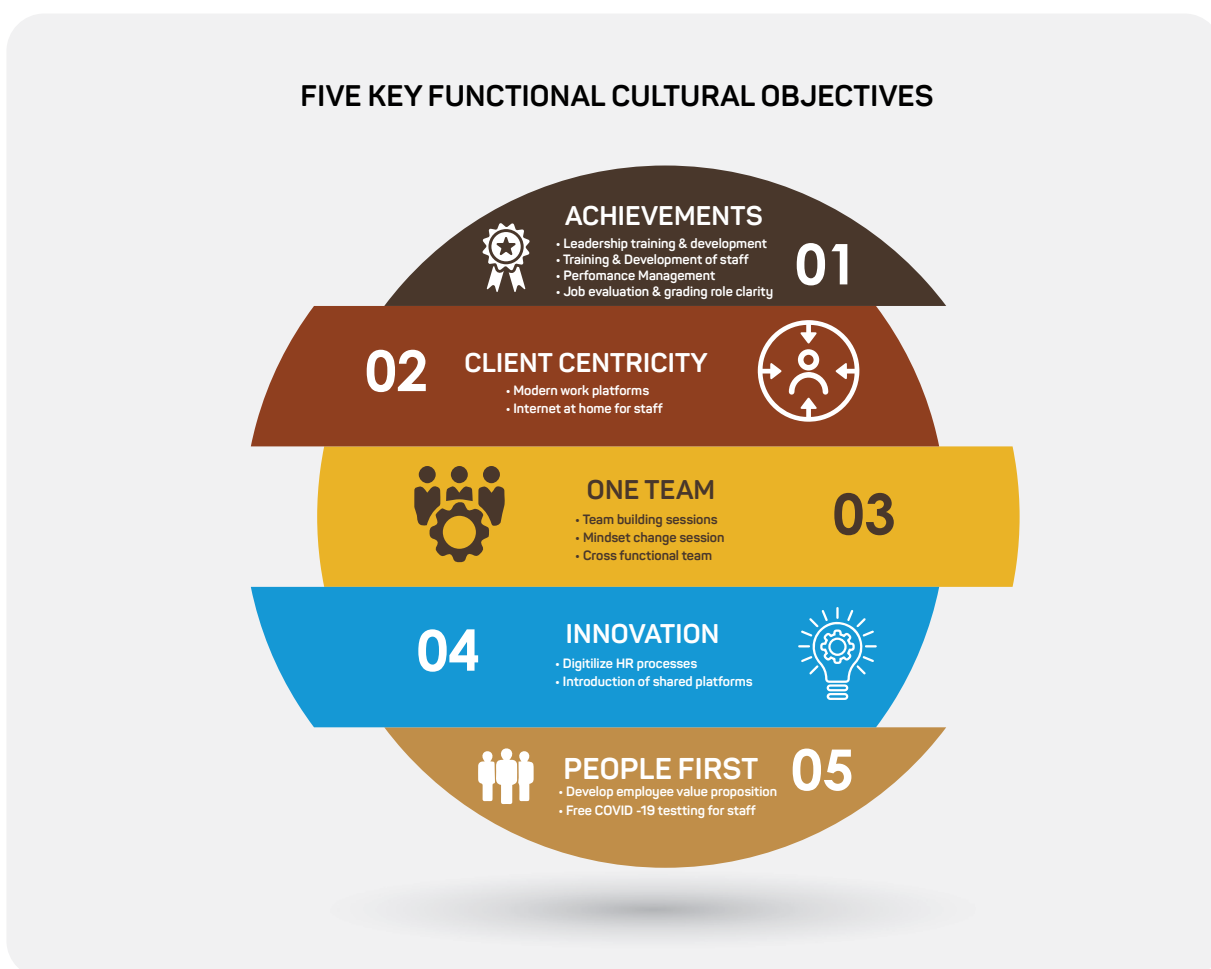 FIVE KEY FUNCTIONAL CULTURAL OBJECTIVES
ACHIEVEMENTS
• Leadership training & development
• Training & Development of staff
• Perfomance Management
• Job evaluation & grading role clarity
01
02
CLIENT CENTRICITY
• Modern work platforms
• Internet at home for staff
ONE TEAM
• Team building sessions
• Mindset change session
• Cross functional team
03
04
INNOVATION
• Digitilize HR processes
• Introduction of shared platforms
PEOPLE FIRST
• Develop employee value proposition
• Free COVID -19 testting for staff
05